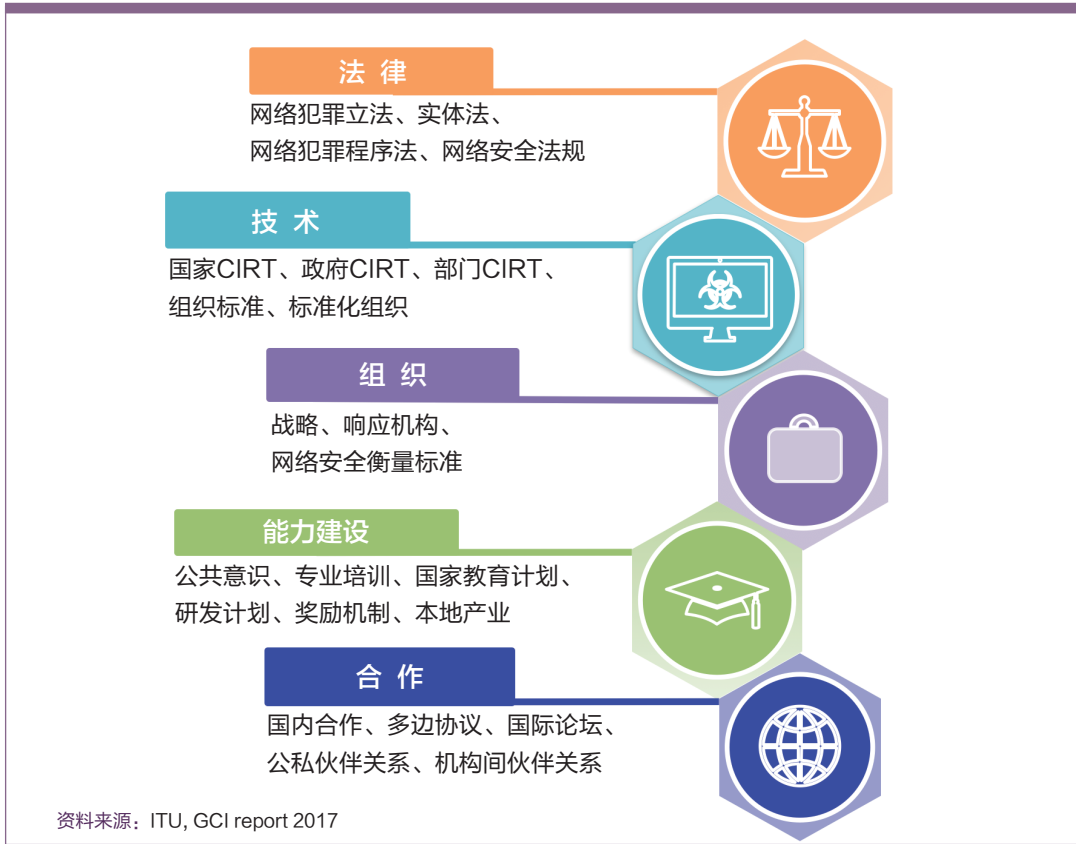 法 律
网络犯罪立法、实体法、
网络犯罪程序法、网络安全法规
技 术
国家CIRT、政府CIRT、部门CIRT、
组织标准、标准化组织
组 织
战略、响应机构、
网络安全衡量标准
能力建设
公共意识、专业培训、国家教育计划、
研发计划、奖励机制、本地产业
合 作
国内合作、多边协议、国际论坛、
公私伙伴关系、机构间伙伴关系
资料来源：ITU, GCI report 2017